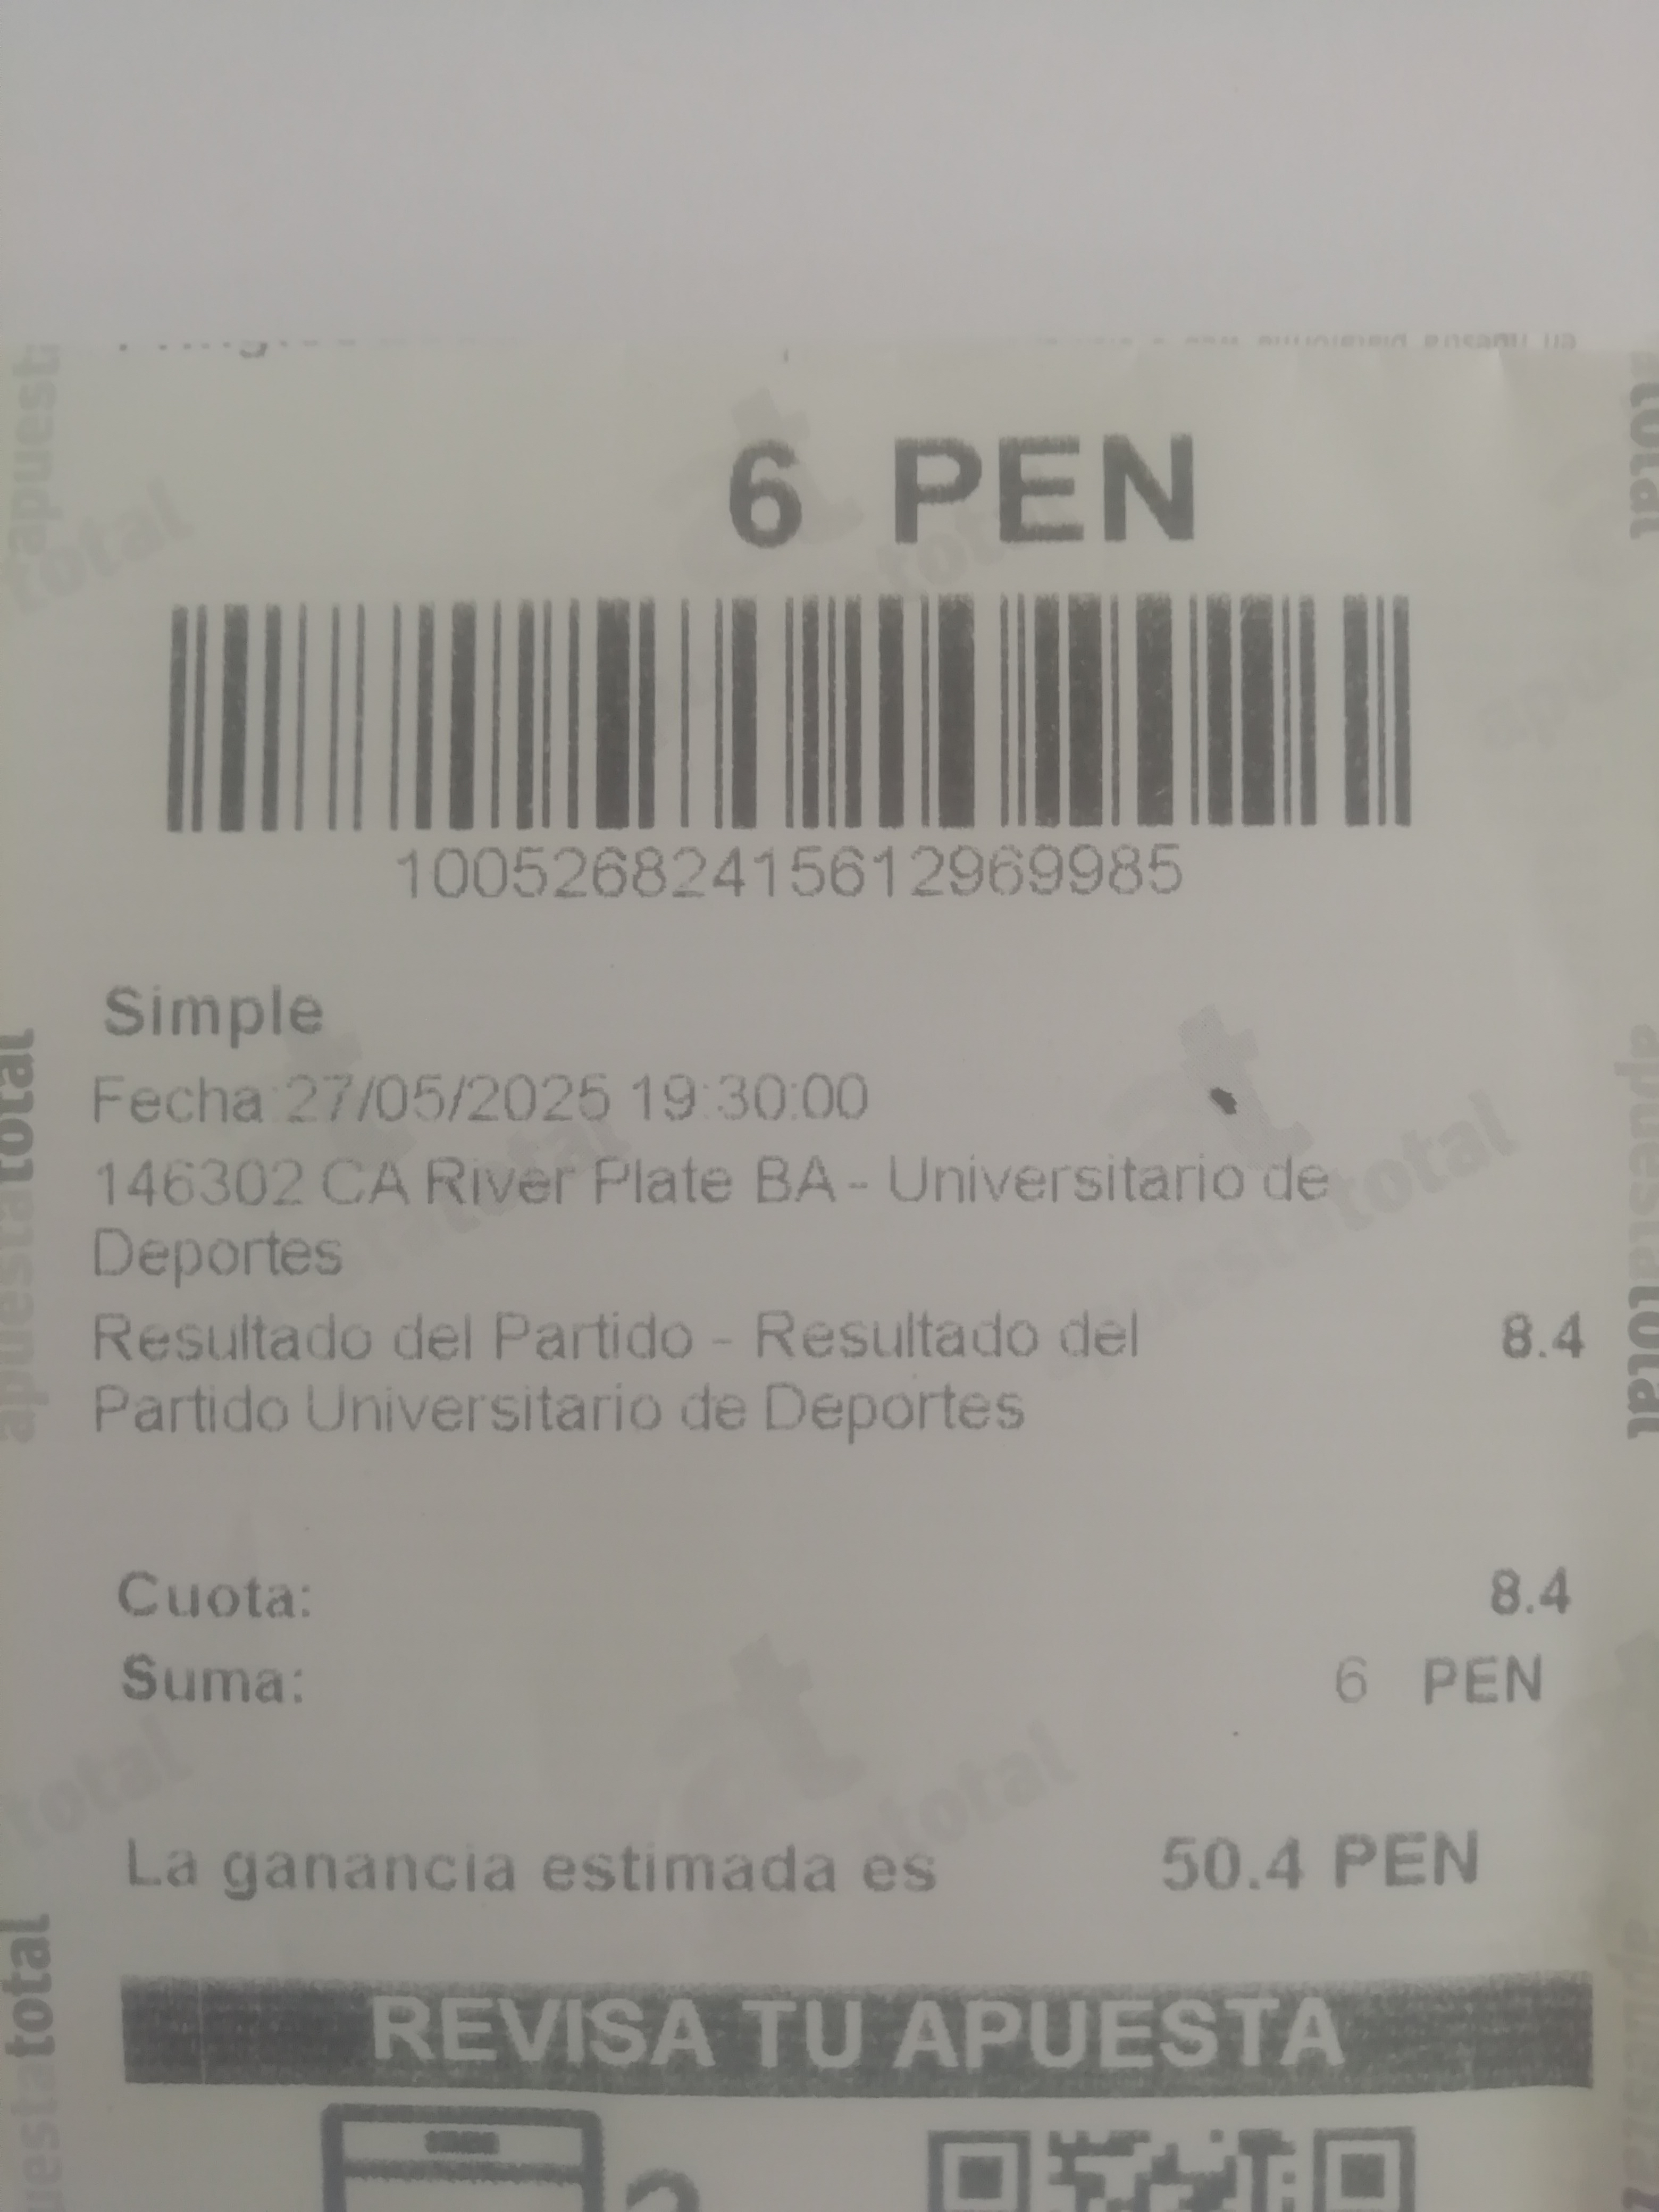 6 PEN
100526824156129699985
Simple
Fecha:27/05/2025 19:30:00
146302 CA River Plate BA - Universitario de
Deportes
Resultado del Partido - Resultado del 8.4
Partido Universitario de Deportes
Cuota: 8.4
Suma: 6 PEN
La ganancia estimada es 50.4 PEN
REVISA TU APUESTA
apuestatotal